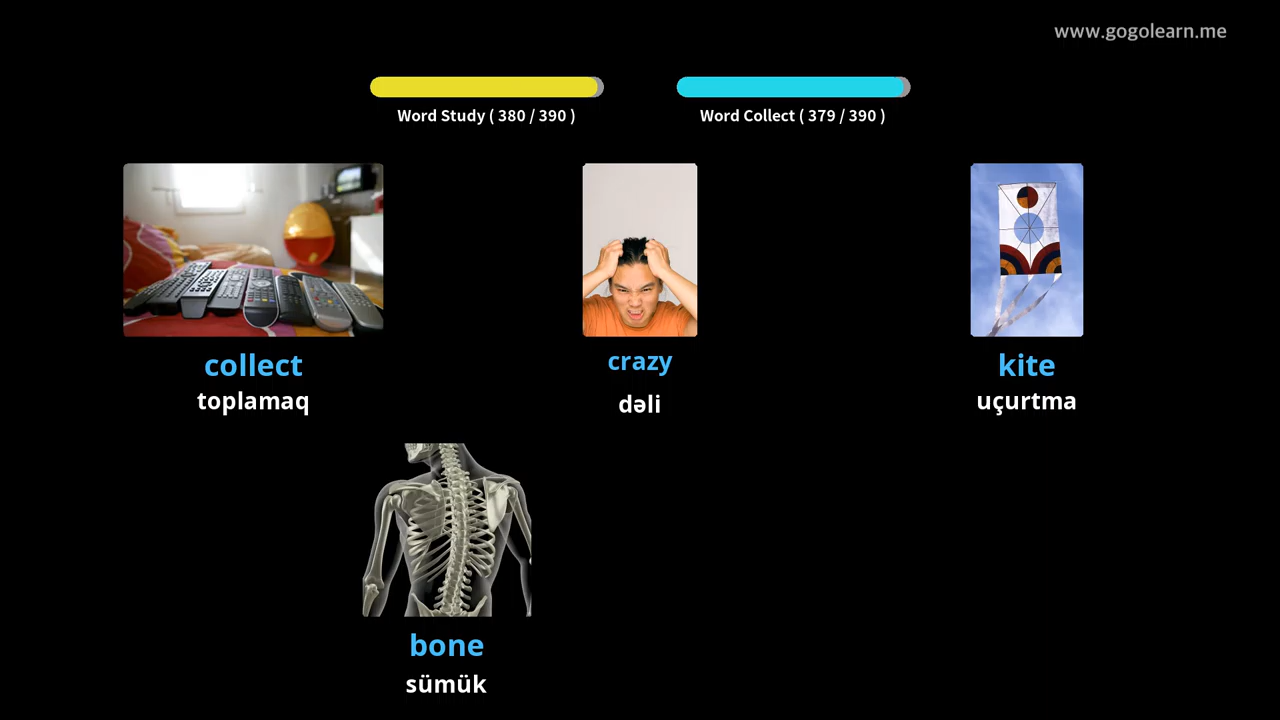 www.gogolearn.me
Word Study ( 380 / 390 )
Word Collect ( 379 / 390 )
collect
toplamaq
crazy
dəli
kite
uçurtma
bone
sümük